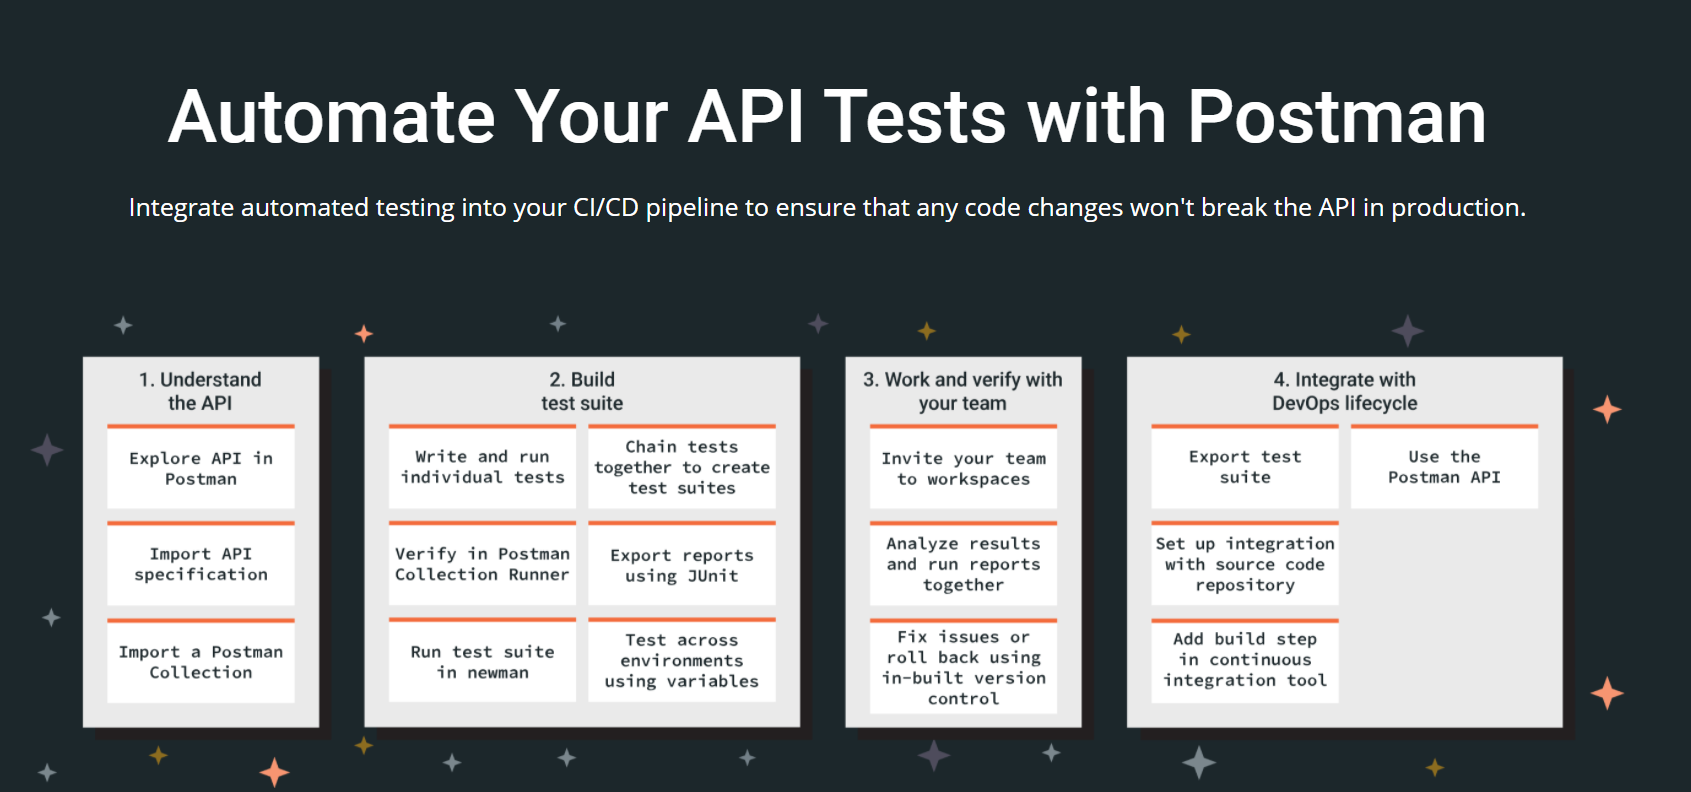 Automate Your API Tests with Postman
Integrate automated testing into your CI/CD pipeline to ensure that any code changes won't break the API in production.
1. Understand
the API
Explore API in
Postman
Import API
specification
Import a Postman
Collection
2. Build
test suite
Write and run
individual tests
Chain tests
together to create
test suites
Verify in Postman
Collection Runner
Export reports
using JUnit
Run test suite
in newman
Test across
environments
using variables
3. Work and verify with
your team
Invite your team
to workspaces
Analyze results
and run reports
together
Fix issues or
roll back using
in-built version
control
4. Integrate with
DevOps lifecycle
Export test
suite
Use the
Postman API
Set up integration
with source code
repository
Add build step
in continuous
integration tool